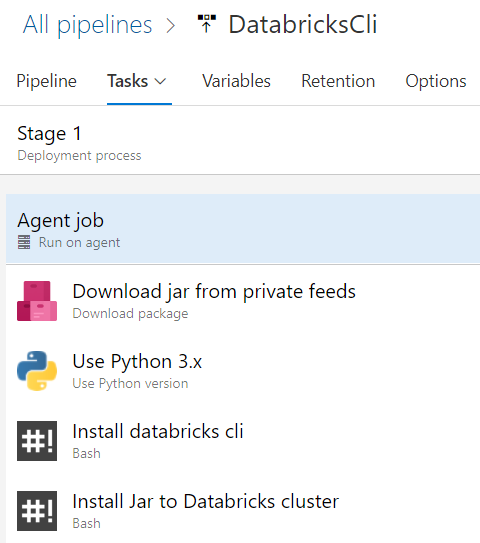 All pipelines > DatabricksCli
Pipeline Tasks Variables Retention Options
Stage 1
Deployment process
Agent job
Run on agent
Download jar from private feeds
Download package
Use Python 3.x
Use Python version
#! Install databricks cli
Bash
#! Install Jar to Databricks cluster
Bash